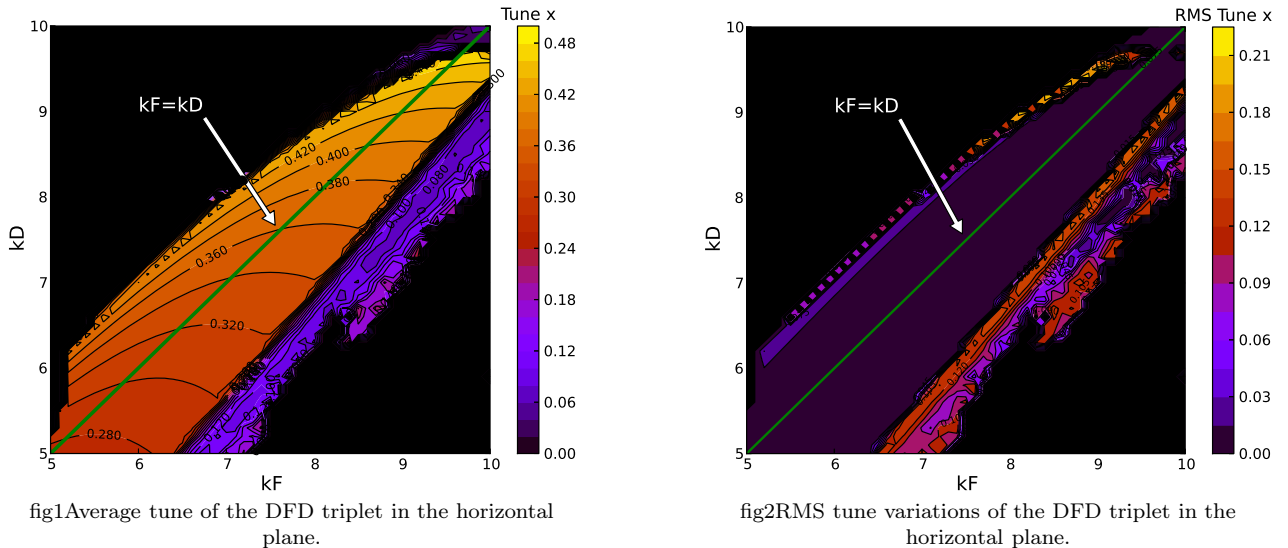 Tune x
10
9
8
7
6
5
kD
kF=kD
0.420
0.400
0.380
0.360
0.320
0.280
0.080
0.48
0.42
0.36
0.30
0.24
0.18
0.12
0.06
0.00
5 6 7 8 9 10
kF
fig1Average tune of the DFD triplet in the horizontal
plane.
RMS Tune x
10
9
8
7
6
5
kD
kF=kD
0.21
0.18
0.15
0.12
0.09
0.06
0.03
0.00
5 6 7 8 9 10
kF
fig2RMS tune variations of the DFD triplet in the
horizontal plane.